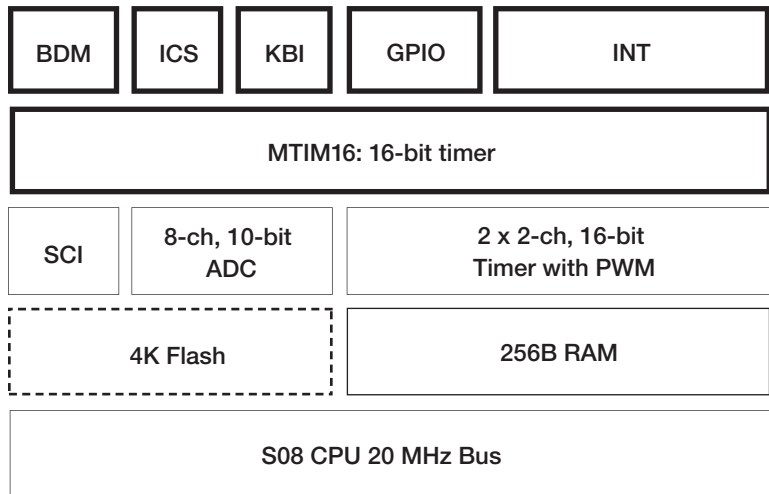 BDM
ICS
KBI
GPIO
INT
MTIM16: 16-bit timer
SCI
8-ch, 10-bit
ADC
2 x 2-ch, 16-bit
Timer with PWM
4K Flash
256B RAM
S08 CPU 20 MHz Bus